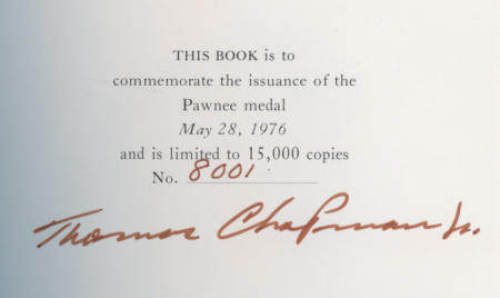 THIS BOOK is to
commemorate the issuance of the
Pawnee medal
May 28, 1976
and is limited to 15,000 copies
No. 8001
Thomas Chapman Jr.